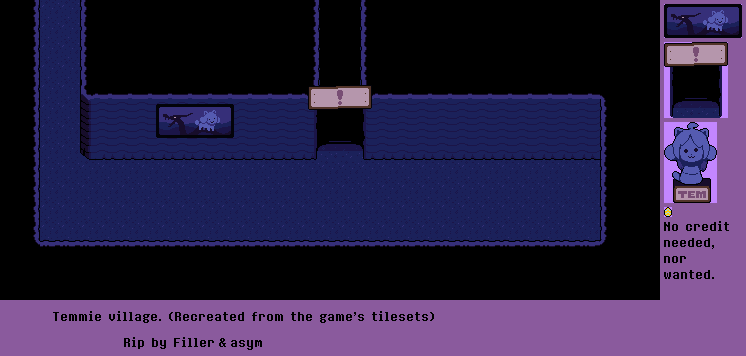 !
!
TEM
No credit
needed,
nor
wanted.
Temmie village. (Recreated from the game's tilesets)
Rip by Filler & asym